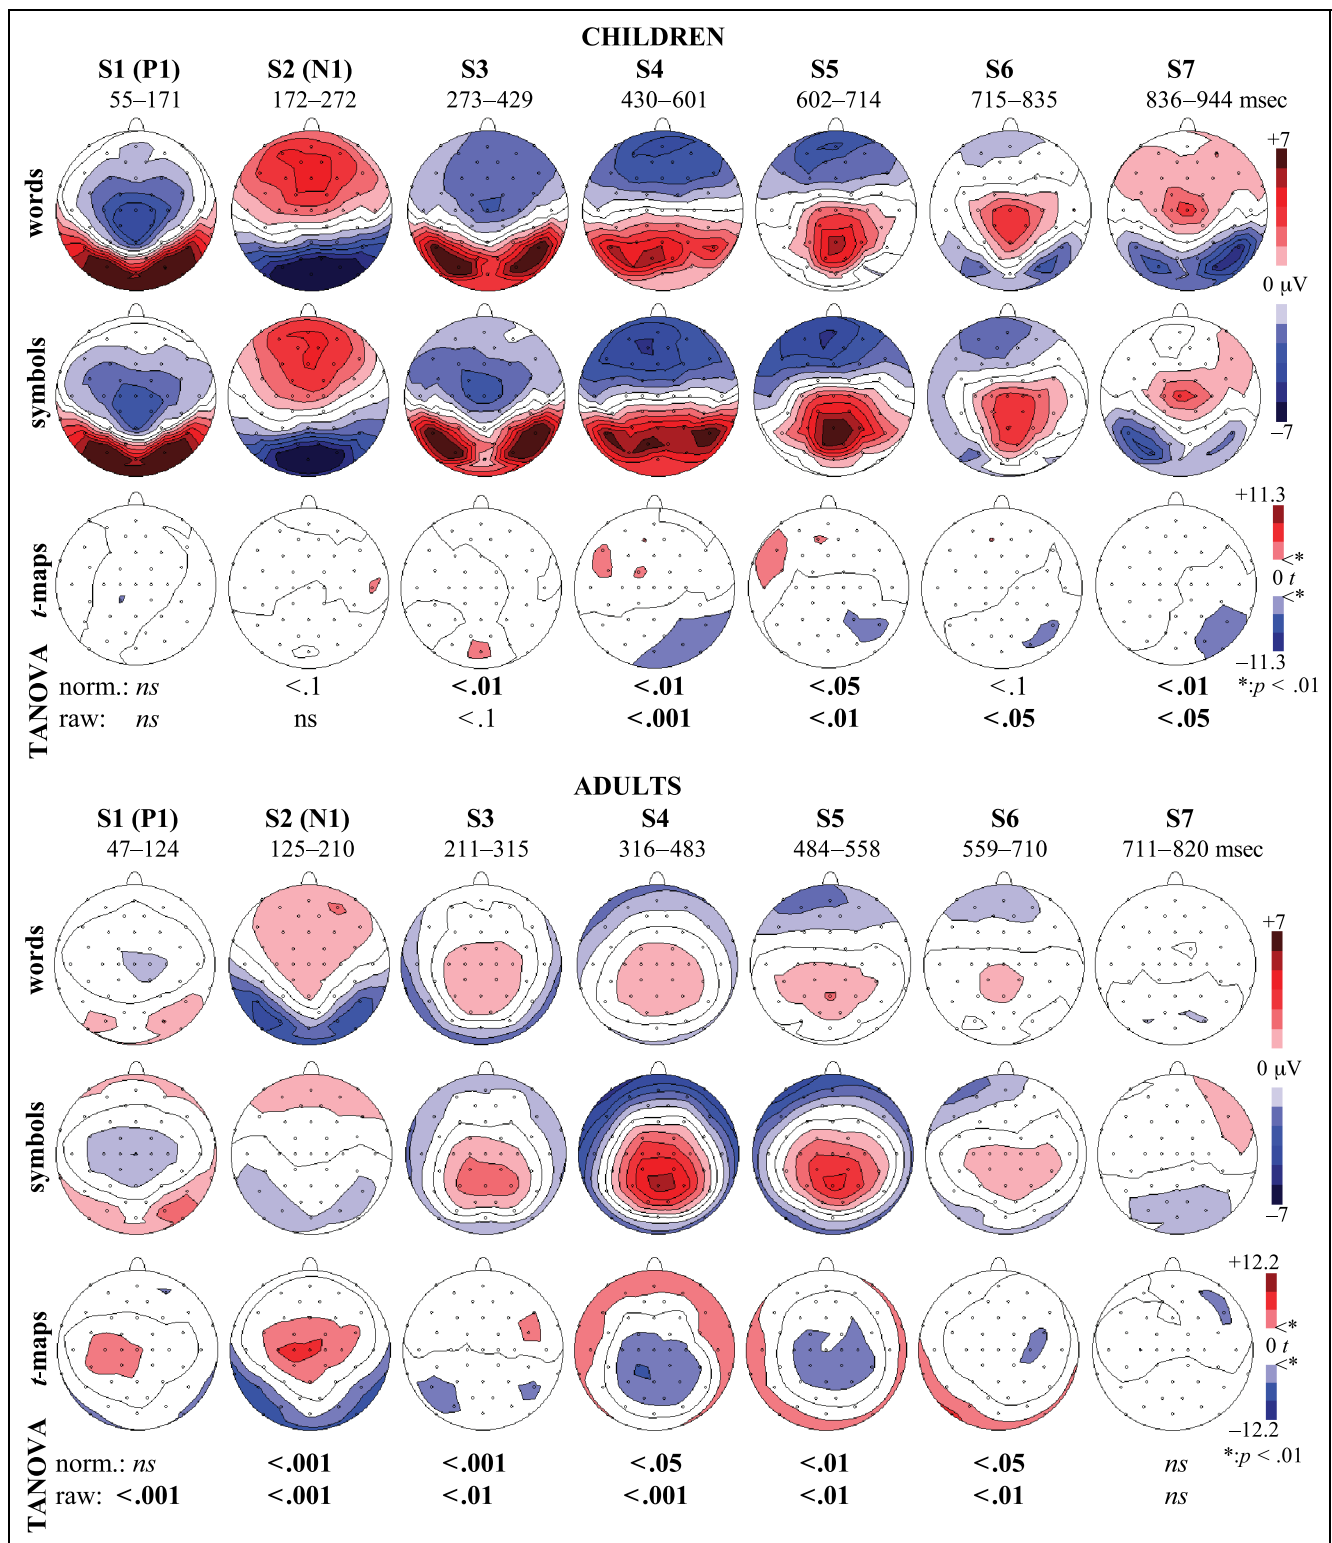 CHILDREN
S1 (P1) S2 (N1) S3 S4 S5 S6 S7
55–171 172–272 273–429 430–601 602–714 715–835 836–944 msec
words
+7
0 μV
symbols
–7
t-maps
+11.3
<*
0 t
<*
–11.3
*:p < .01
TANOVA
norm.: ns <.1 <.01 <.01 <.05 <.1 <.01
raw: ns ns <.1 <.001 <.01 <.05 <.05
ADULTS
S1 (P1) S2 (N1) S3 S4 S5 S6 S7
47–124 125–210 211–315 316–483 484–558 559–710 711–820 msec
words
+7
0 μV
symbols
–7
t-maps
+12.2
<*
0 t
<*
–12.2
*:p < .01
TANOVA
norm.: ns <.001 <.001 <.05 <.01 <.05 ns
raw: <.001 <.001 <.01 <.001 <.01 <.01 ns